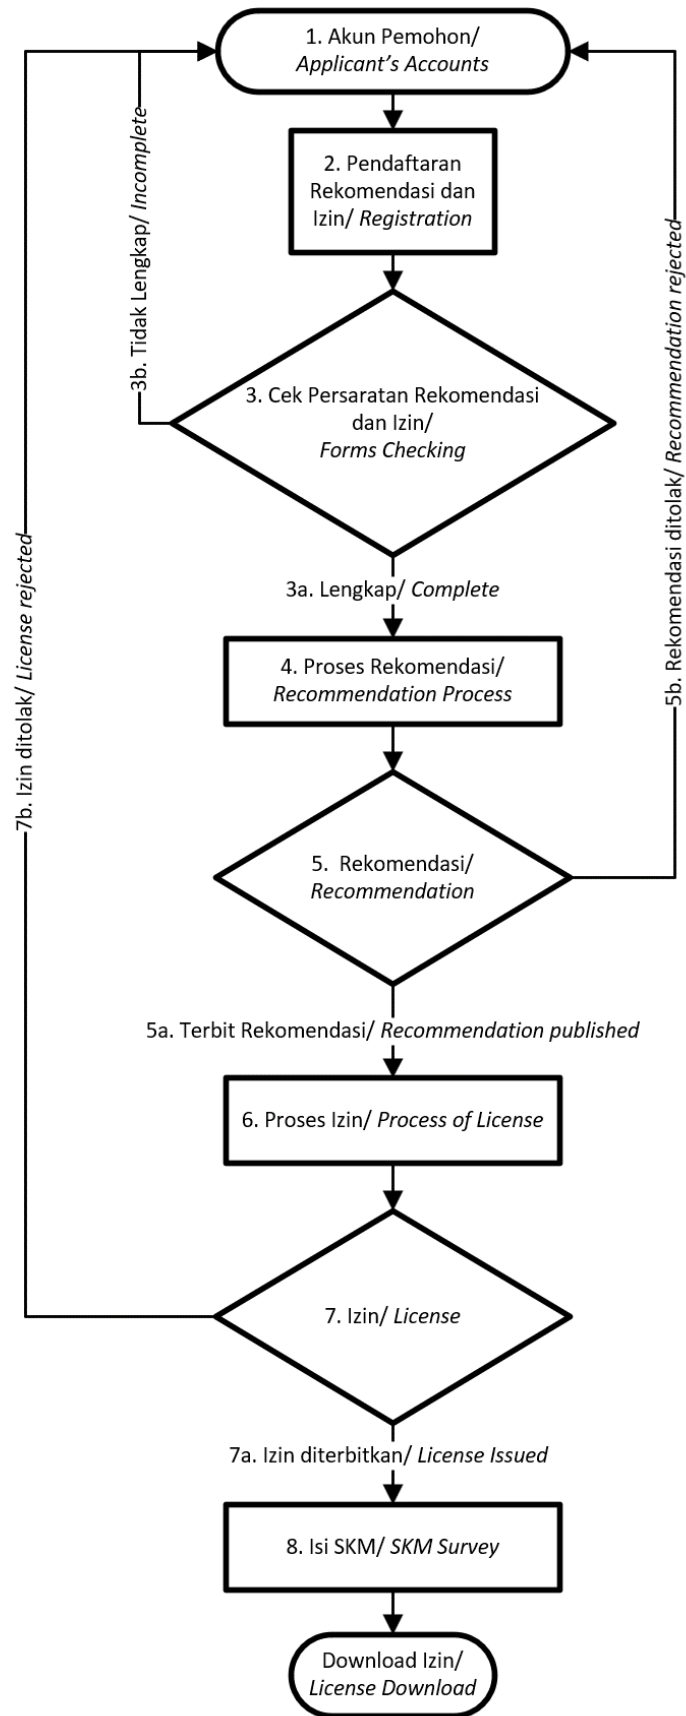 1. Akun Pemohon/
Applicant's Accounts
2. Pendaftaran
Rekomendasi dan
Izin/ Registration
3b. Tidak Lengkap/ Incomplete
3. Cek Persaratan Rekomendasi
dan Izin/
Forms Checking
5b. Rekomendasi ditolak/ Recommendation rejected
3a. Lengkap/ Complete
4. Proses Rekomendasi/
Recommendation Process
7b. Izin ditolak/ License rejected
5. Rekomendasi/
Recommendation
5a. Terbit Rekomendasi/ Recommendation published
6. Proses Izin/ Process of License
7. Izin/ License
7a. Izin diterbitkan/ License Issued
8. Isi SKM/ SKM Survey
Download Izin/
License Download